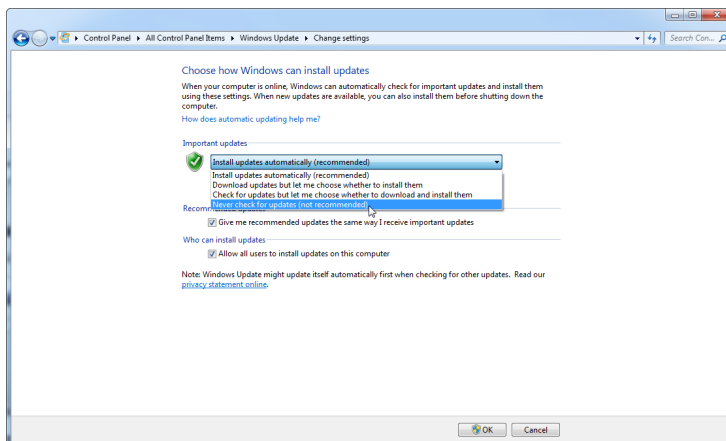 Control Panel ▸ All Control Panel Items ▸ Windows Update ▸ Change settings
Search Con...
Choose how Windows can install updates
When your computer is online, Windows can automatically check for important updates and install them
using these settings. When new updates are available, you can also install them before shutting down the
computer.
How does automatic updating help me?
Important updates
Install updates automatically (recommended)
Install updates automatically (recommended)
Download updates but let me choose whether to install them
Check for updates but let me choose whether to download and install them
Never check for updates (not recommended)
Give me recommended updates the same way I receive important updates
Who can install updates
Allow all users to install updates on this computer
Note: Windows Update might update itself automatically first when checking for other updates. Read our
privacy statement online.
OK
Cancel